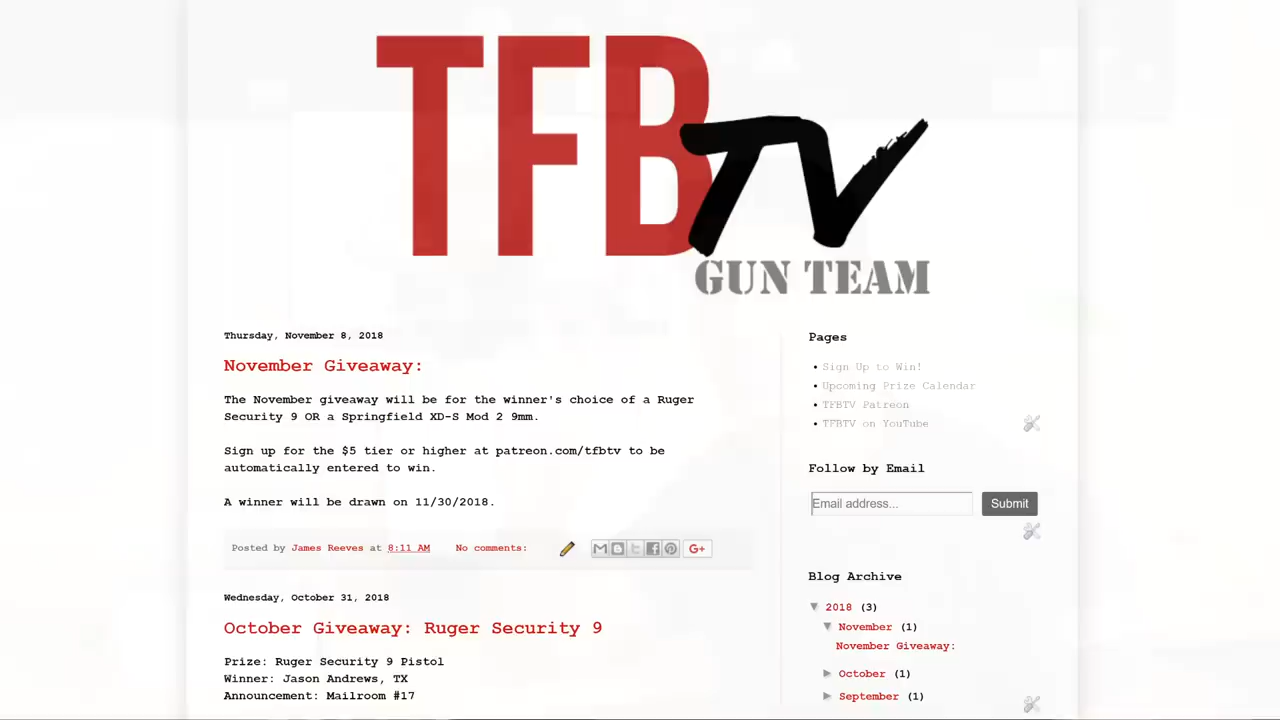 TFB TV
GUN TEAM
Thursday, November 8, 2018
November Giveaway:
The November giveaway will be for the winner's choice of a Ruger
Security 9 OR a Springfield XD-S Mod 2 9mm.
Sign up for the $5 tier or higher at patreon.com/tfbtv to be
automatically entered to win.
A winner will be drawn on 11/30/2018.
Posted by James Reeves at 8:11 AM No comments:
G+
Wednesday, October 31, 2018
October Giveaway: Ruger Security 9
Prize: Ruger Security 9 Pistol
Winner: Jason Andrews, TX
Announcement: Mailroom #17
Pages
Sign Up to Win!
Upcoming Prize Calendar
TFBTV Patreon
TFBTV on YouTube
Follow by Email
Email address... Submit
Blog Archive
▼ 2018 (3)
▼ November (1)
November Giveaway:
► October (1)
► September (1)